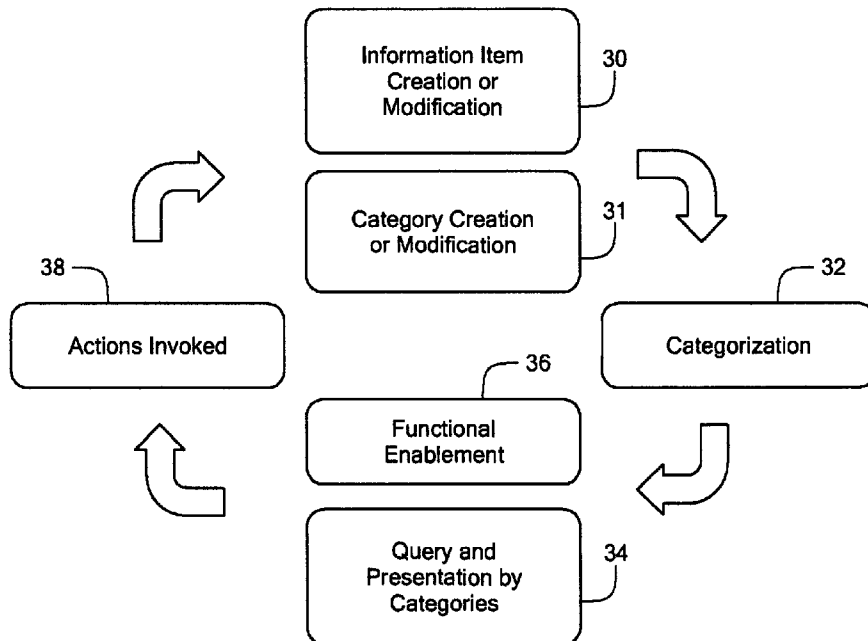 Information Item
Creation or
Modification
30
Category Creation
or Modification
31
38
Actions Invoked
32
Categorization
36
Functional
Enablement
Query and
Presentation by
Categories
34